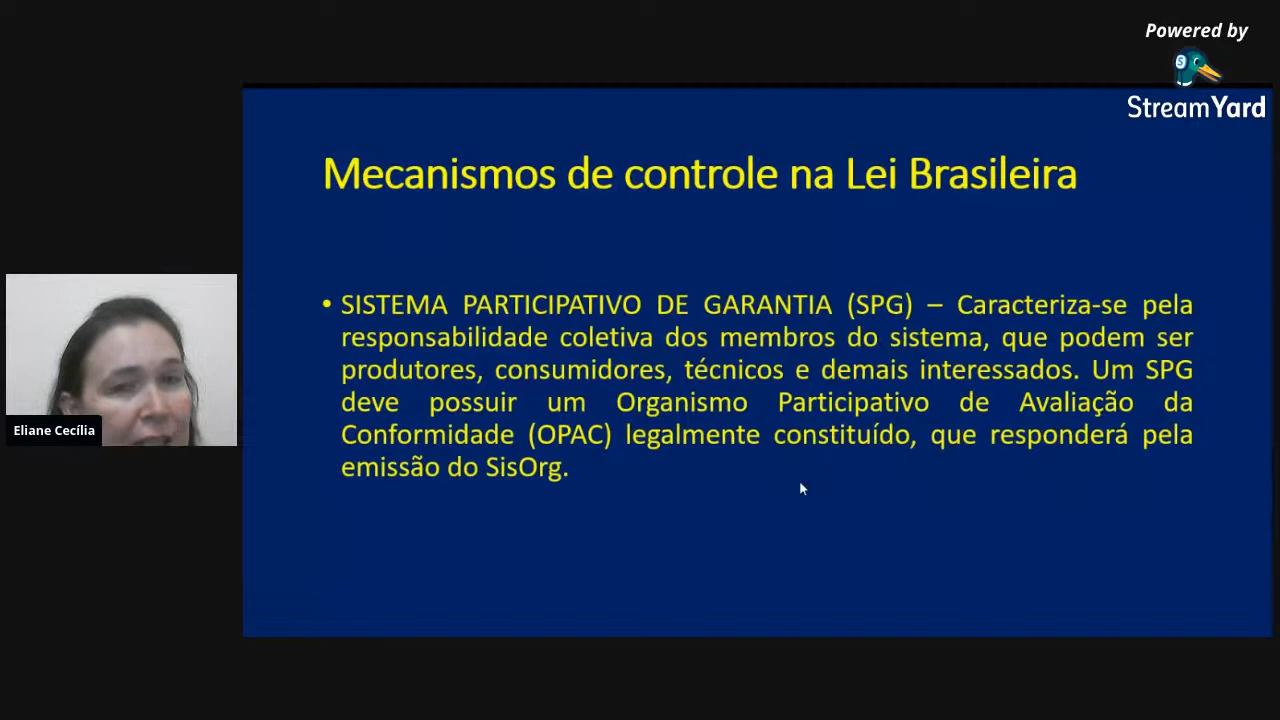 Powered by
StreamYard
Mecanismos de controle na Lei Brasileira
• SISTEMA PARTICIPATIVO DE GARANTIA (SPG) – Caracteriza-se pela
responsabilidade coletiva dos membros do sistema, que podem ser
produtores, consumidores, técnicos e demais interessados. Um SPG
deve possuir um Organismo Participativo de Avaliação da
Conformidade (OPAC) legalmente constituído, que responderá pela
emissão do SisOrg.
Eliane Cecília